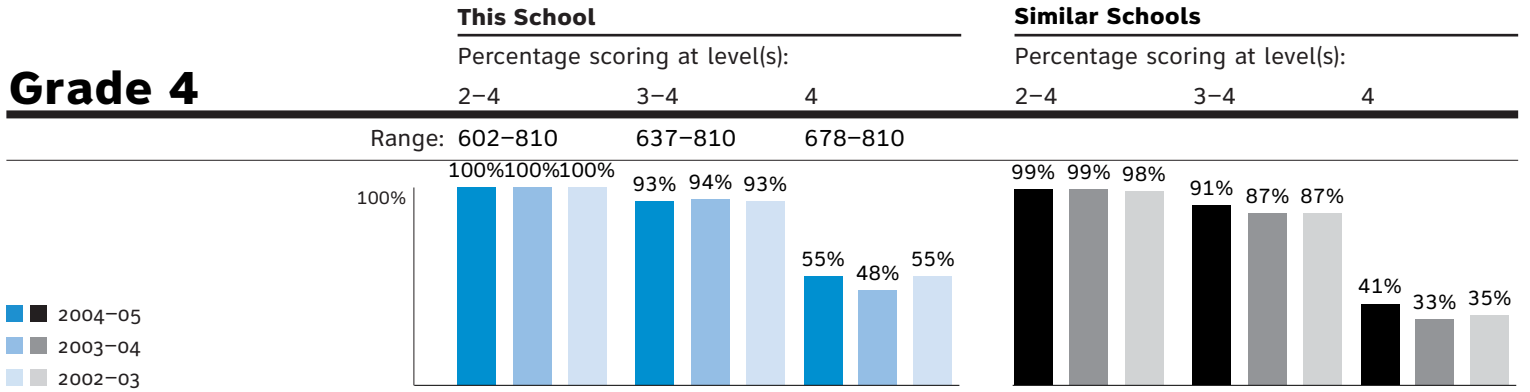 This School Similar Schools
Percentage scoring at level(s): Percentage scoring at level(s):
Grade 4 2–4 3–4 4 2–4 3–4 4
Range: 602–810 637–810 678–810
100% 100% 100% 93% 94% 93% 55% 48% 55% 99% 99% 98% 91% 87% 87% 41% 33% 35%
100%
2004–05
2003–04
2002–03